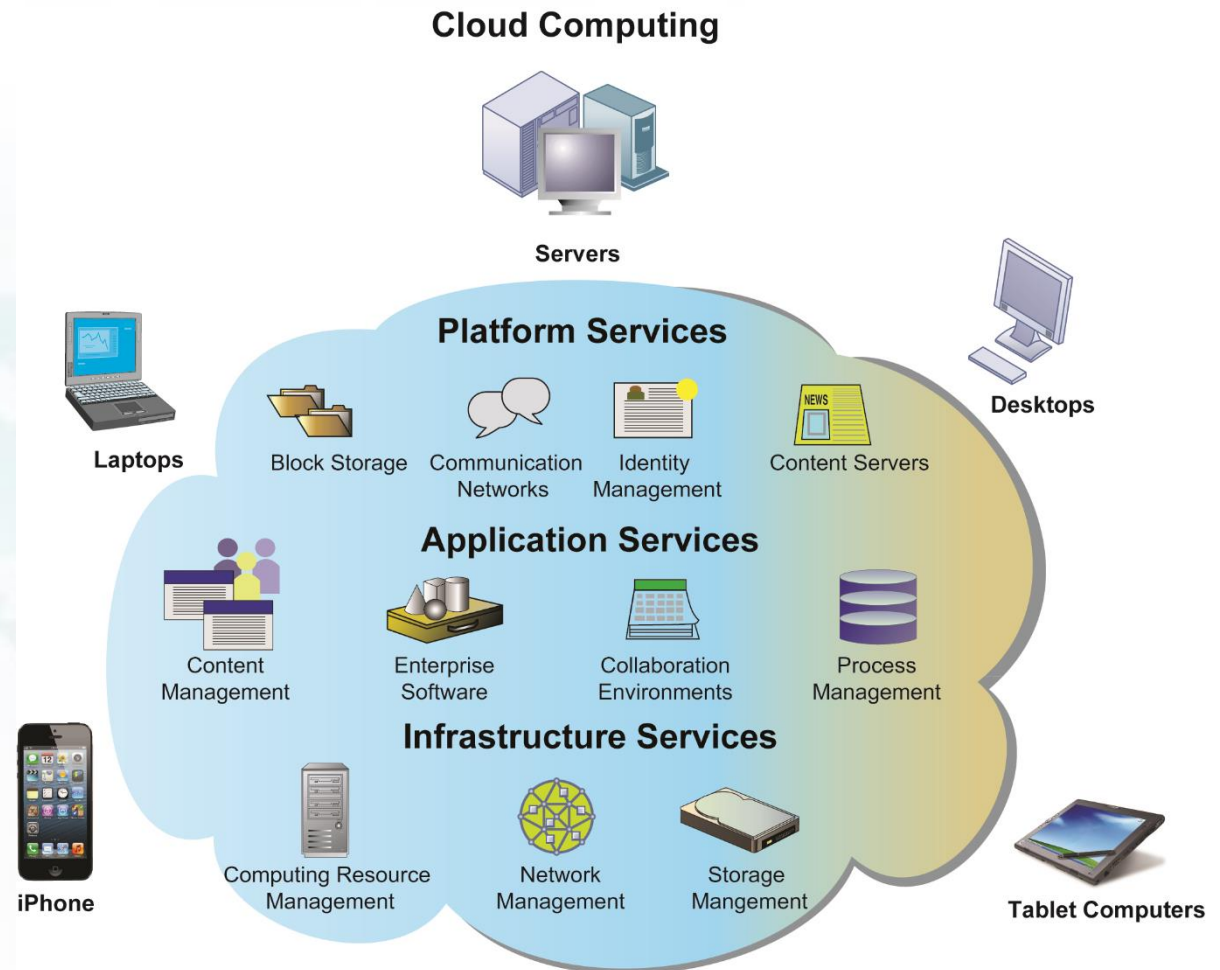 Cloud Computing
Servers
Platform Services
Laptops
Desktops
NEWS
Block Storage
Communication
Networks
Identity
Management
Content Servers
Application Services
Content
Management
Enterprise
Software
Collaboration
Environments
Process
Management
Infrastructure Services
Computing Resource
Management
Network
Management
Storage
Mangement
iPhone
Tablet Computers